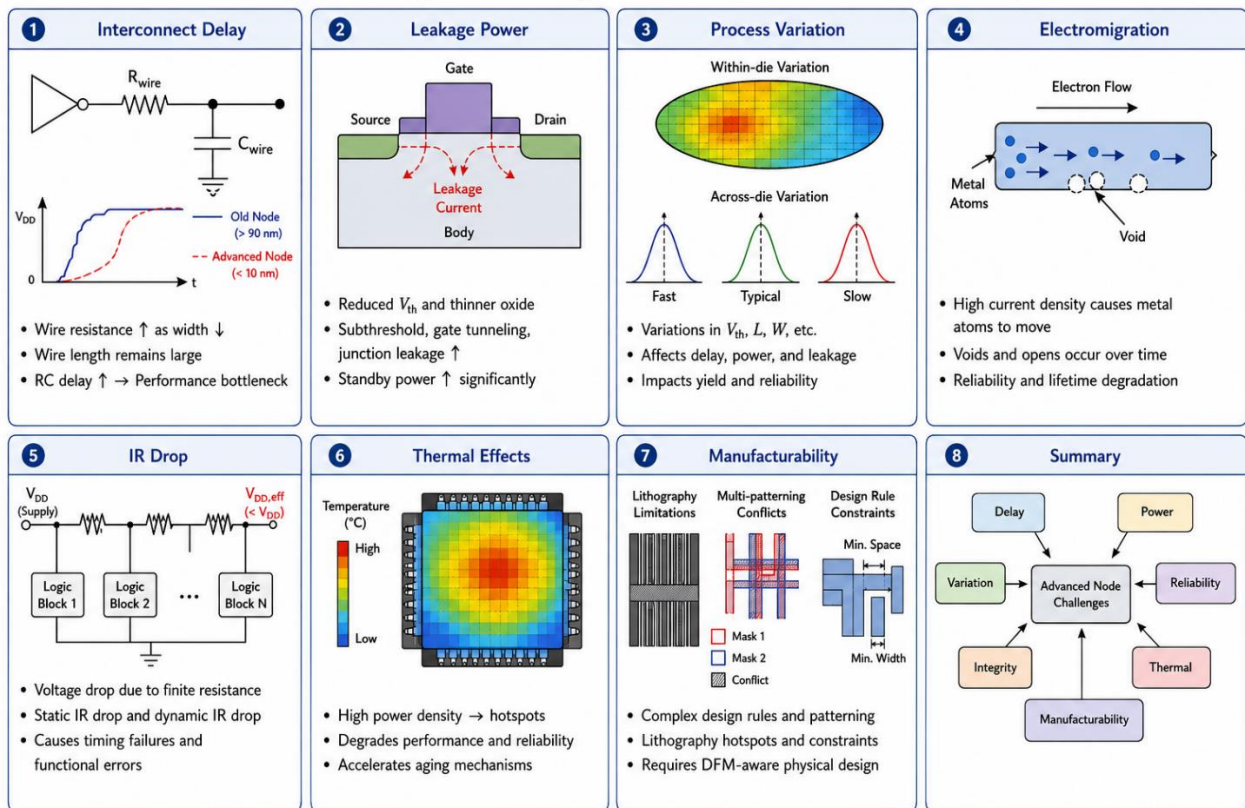 1 Interconnect Delay
R_wire
C_wire
V_DD
0
t
Old Node
(> 90 nm)
Advanced Node
(< 10 nm)
• Wire resistance ↑ as width ↓
• Wire length remains large
• RC delay ↑ → Performance bottleneck
2 Leakage Power
Gate
Source
Drain
Leakage
Current
Body
• Reduced V_th and thinner oxide
• Subthreshold, gate tunneling,
junction leakage ↑
• Standby power ↑ significantly
3 Process Variation
Within-die Variation
Across-die Variation
Fast
Typical
Slow
• Variations in V_th, L, W, etc.
• Affects delay, power, and leakage
• Impacts yield and reliability
4 Electromigration
Electron Flow
Metal
Atoms
Void
• High current density causes metal
atoms to move
• Voids and opens occur over time
• Reliability and lifetime degradation
5 IR Drop
V_DD
(Supply)
V_DD,eff
(< V_DD)
Logic
Block 1
Logic
Block 2
...
Logic
Block N
• Voltage drop due to finite resistance
• Static IR drop and dynamic IR drop
• Causes timing failures and
functional errors
6 Thermal Effects
Temperature
(°C)
High
Low
• High power density → hotspots
• Degrades performance and reliability
• Accelerates aging mechanisms
7 Manufacturability
Lithography
Limitations
Multi-patterning
Conflicts
Design Rule
Constraints
Min. Space
Min. Width
Mask 1
Mask 2
Conflict
• Complex design rules and patterning
• Lithography hotspots and constraints
• Requires DFM-aware physical design
8 Summary
Delay
Power
Variation
Advanced Node
Challenges
Reliability
Integrity
Thermal
Manufacturability